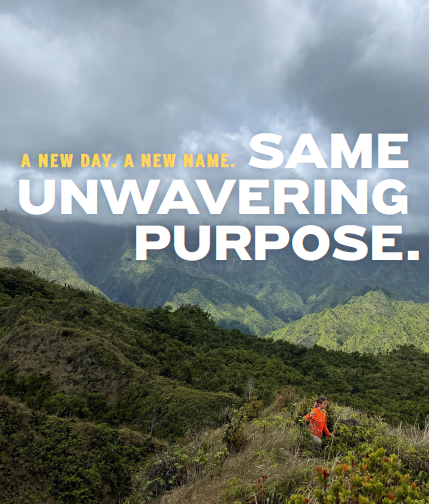 A NEW DAY. A NEW NAME. SAME
UNWAVERING
PURPOSE.